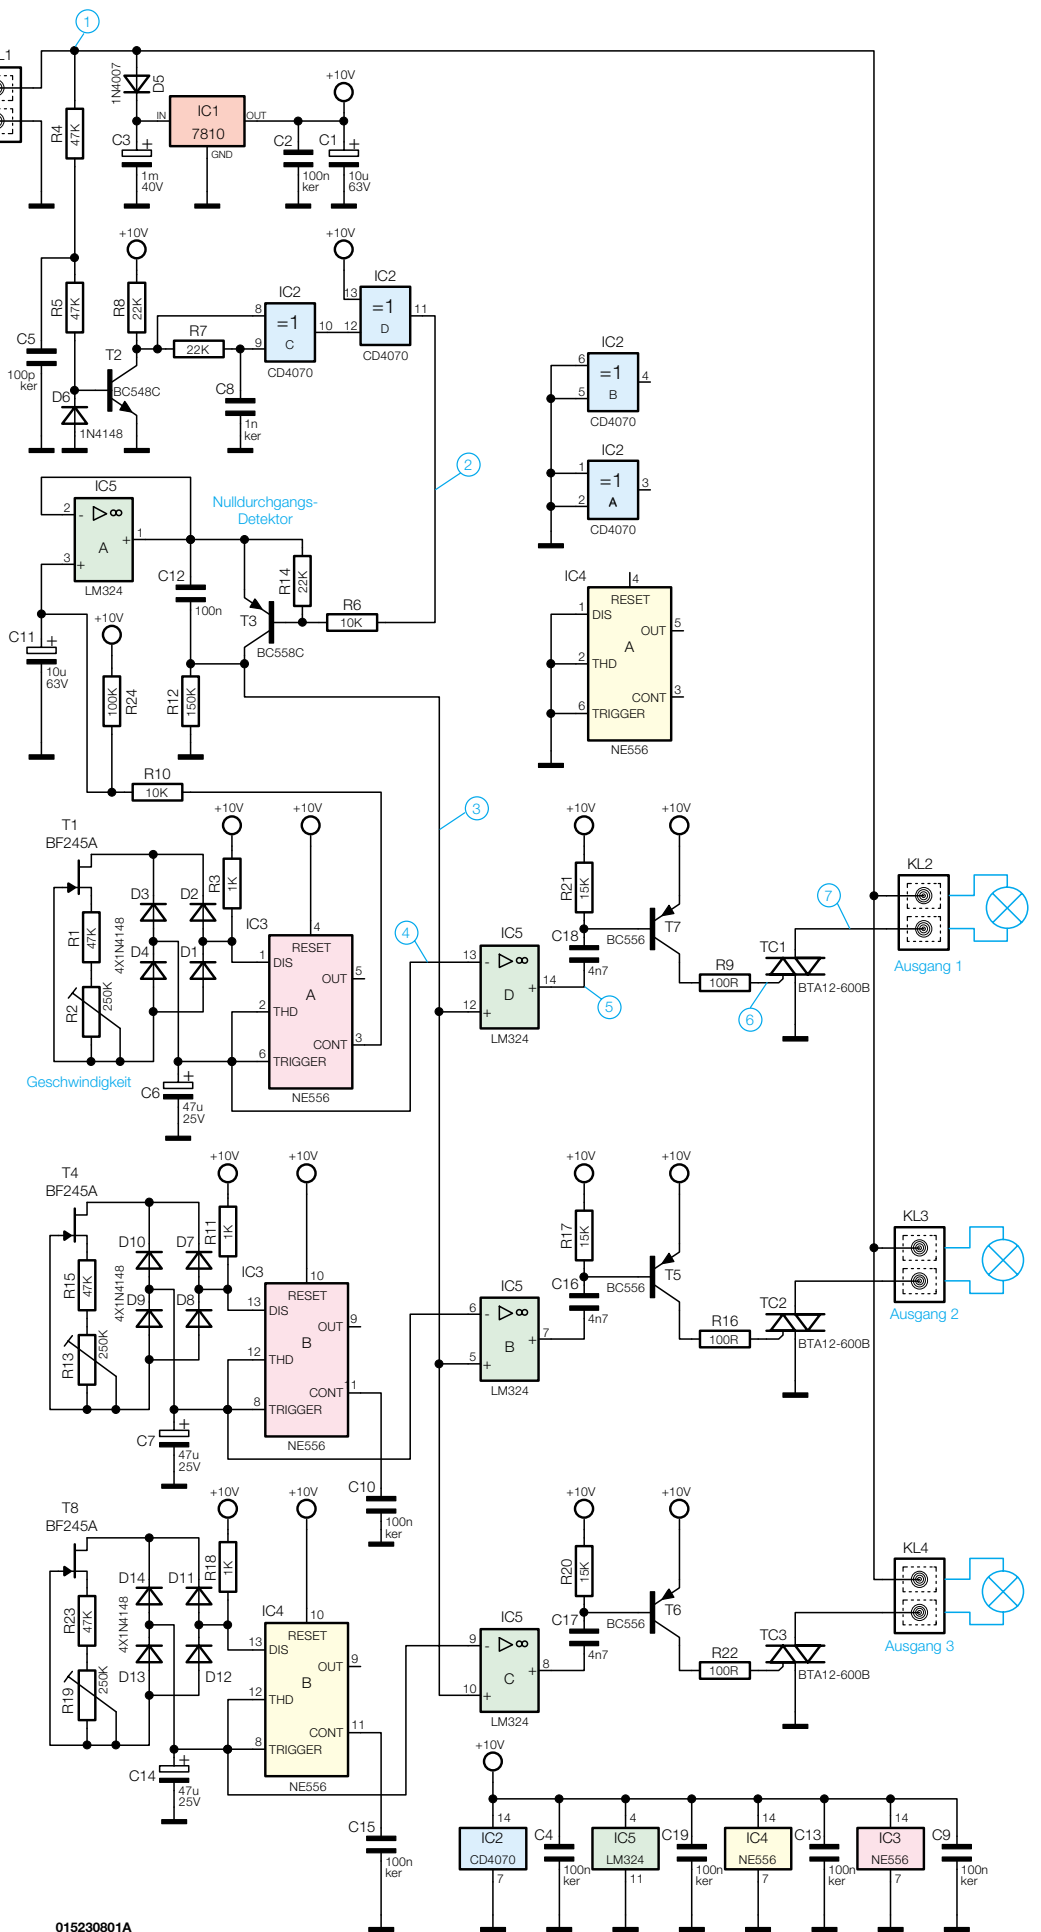 1
L1
R4
47K
1N4007
D5
IN
IC1
7810
OUT
GND
+10V
C3
+
1m
40V
C2
100n
ker
C1
+
10u
63V
+10V
+10V
R5
47K
R8
22K
C5
100p
ker
D6
1N4148
T2
BC548C
R7
22K
C8
1n
ker
IC2
8
9
=1
C
10
CD4070
IC2
13
12
=1
D
11
CD4070
IC2
6
5
=1
B
4
CD4070
IC2
1
2
=1
A
3
CD4070
2
Nulldurchgangs-
Detektor
IC5
2
3
-
▷∞
+
A
+
1
LM324
C12
100n
R14
22K
T3
BC558C
R6
10K
C11
+
10u
63V
+10V
100K
R24
R12
150K
R10
10K
IC4
4
RESET
1
DIS
OUT
5
A
2
THD
CONT
3
6
TRIGGER
NE556
3
T1
BF245A
R1
47K
R2
250K
4X1N4148
D3
D2
D4
D1
+10V
R3
1K
+10V
IC3
4
RESET
1
DIS
OUT
5
A
2
THD
CONT
3
6
TRIGGER
NE556
Geschwindigkeit
C6
+
47u
25V
4
IC5
13
-
▷∞
D
+
14
12
+
LM324
+10V
R21
15K
C18
4n7
5
+10V
BC556
T7
R9
100R
6
TC1
BTA12-600B
7
KL2
Ausgang 1
T4
BF245A
R15
47K
R13
250K
4X1N4148
D10
D7
D9
D8
+10V
R11
1K
+10V
IC3
10
RESET
13
DIS
OUT
9
B
12
THD
CONT
11
8
TRIGGER
NE556
C7
+
47u
25V
C10
100n
ker
IC5
6
-
▷∞
B
+
7
5
+
LM324
+10V
R17
15K
C16
4n7
+10V
BC556
T5
R16
100R
TC2
BTA12-600B
KL3
Ausgang 2
T8
BF245A
R23
47K
R19
250K
4X1N4148
D14
D11
D13
D12
+10V
R18
1K
+10V
IC4
10
RESET
13
DIS
OUT
9
B
12
THD
CONT
11
8
TRIGGER
NE556
C14
+
47u
25V
C15
100n
ker
IC5
9
-
▷∞
C
+
8
10
+
LM324
+10V
R20
15K
C17
4n7
+10V
BC556
T6
R22
100R
TC3
BTA12-600B
KL4
Ausgang 3
+10V
14
IC2
CD4070
7
C4
100n
ker
4
IC5
LM324
11
C19
100n
ker
14
IC4
NE556
7
C13
100n
ker
14
IC3
NE556
7
C9
100n
ker
015230801A